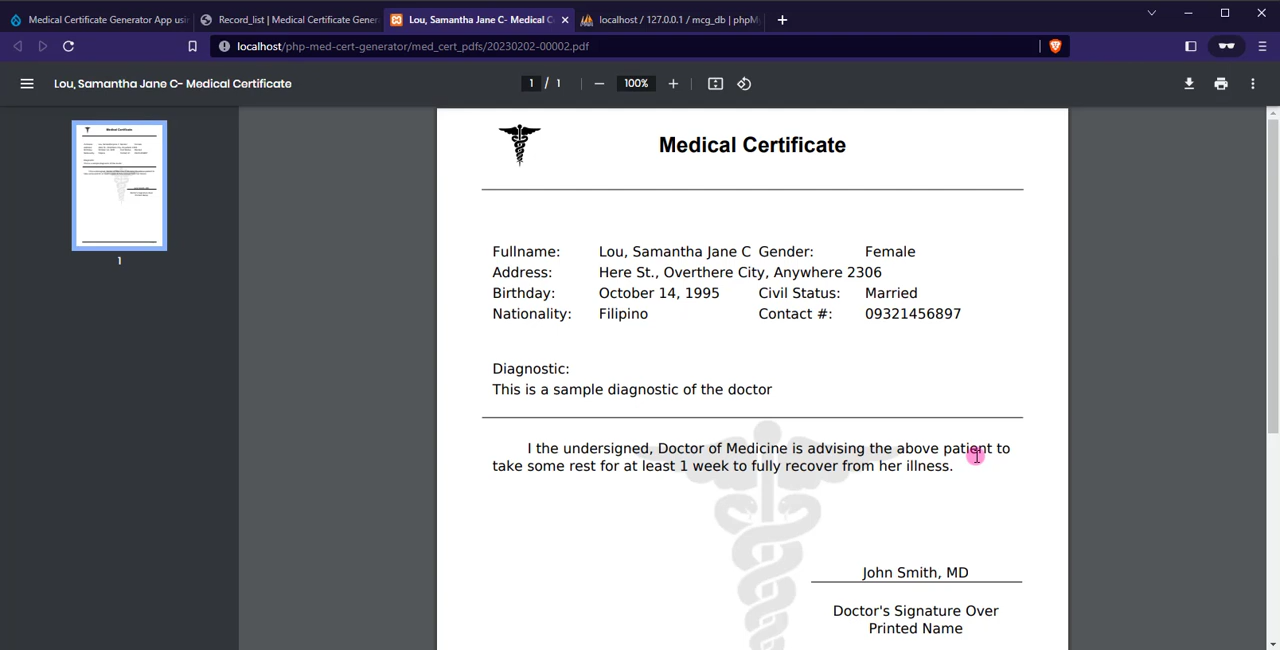 Medical Certificate Generator App usin
Record_list | Medical Certificate Gener
Lou, Samantha Jane C- Medical C
localhost / 127.0.0.1 / mcg_db | phpM
localhost/php-med-cert-generator/med_cert_pdfs/20230202-00002.pdf
Lou, Samantha Jane C- Medical Certificate
1 / 1
100%
1
Medical Certificate
Fullname: Lou, Samantha Jane C Gender: Female
Address: Here St., Overthere City, Anywhere 2306
Birthday: October 14, 1995 Civil Status: Married
Nationality: Filipino Contact #: 09321456897
Diagnostic:
This is a sample diagnostic of the doctor
I the undersigned, Doctor of Medicine is advising the above patient to
take some rest for at least 1 week to fully recover from her illness.
John Smith, MD
Doctor's Signature Over
Printed Name